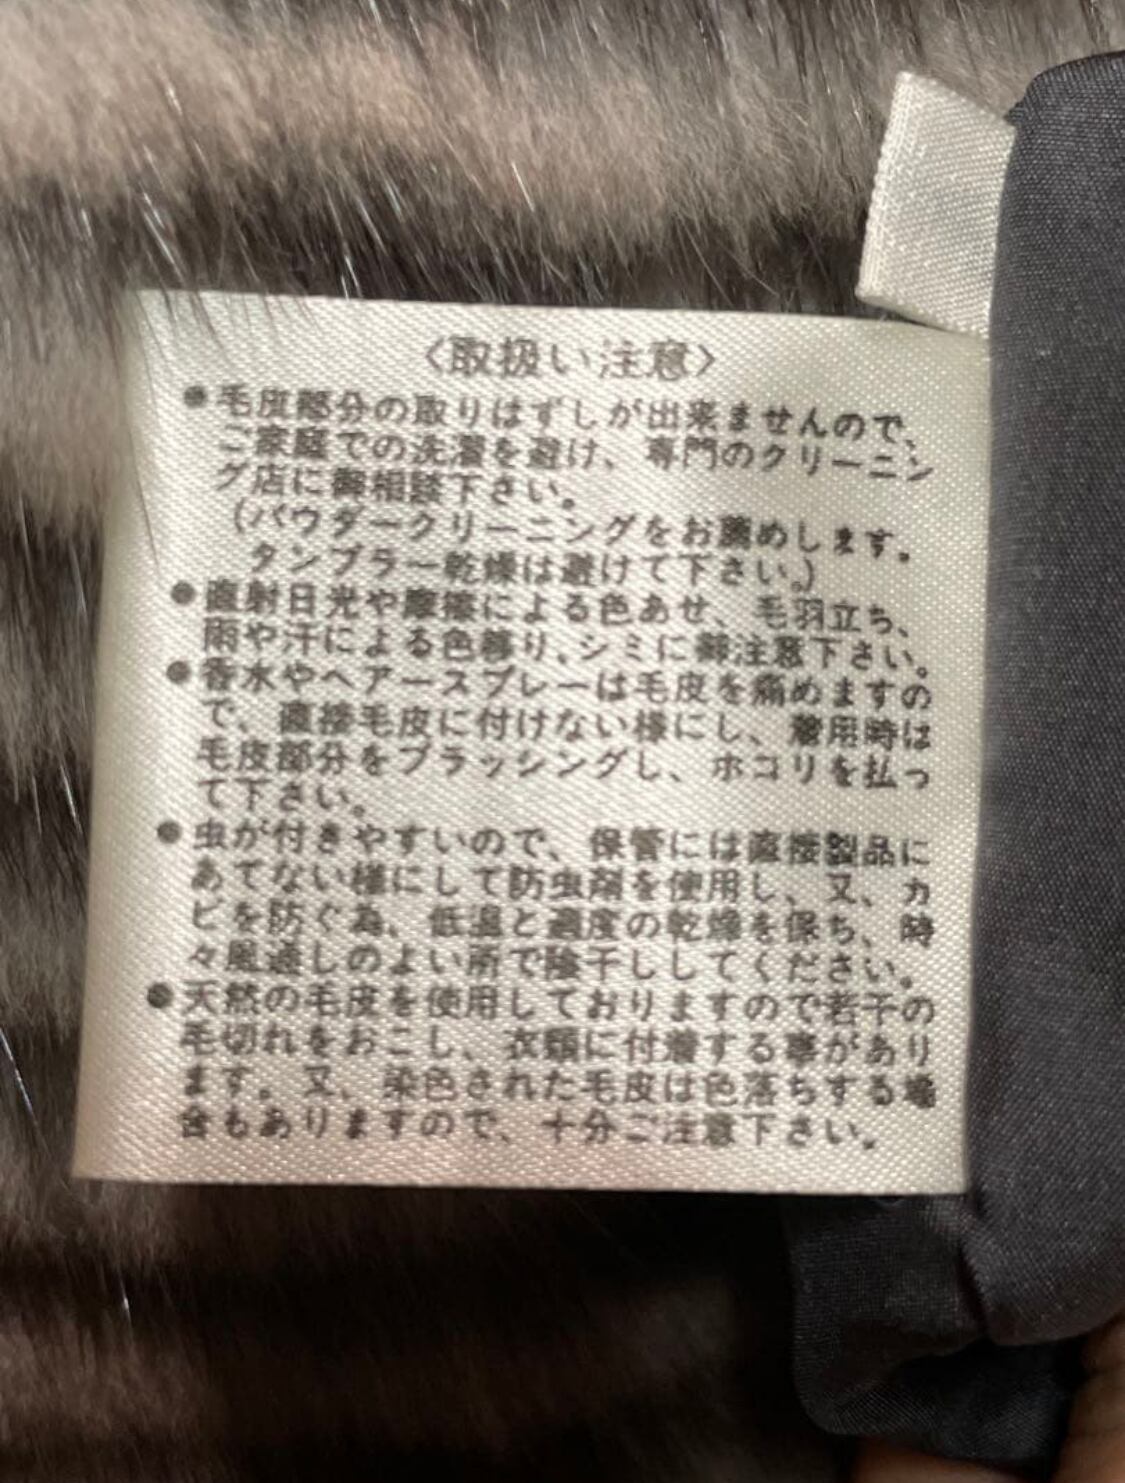 〈取扱い注意〉
●毛皮部分の取りはずしが出来ませんので、
ご家庭での洗濯を避け、専門のクリーニン
グ店に御相談下さい。
(パウダークリーニングをお薦めします。
タンブラー乾燥は避けて下さい。)
●直射日光や摩擦による色あせ、毛羽立ち、
雨や汗による色移り、シミに御注意下さい。
●香水やヘアースプレーは毛皮を痛めますの
で、直接毛皮に付けない様にし、着用時は
毛皮部分をブラッシングし、ホコリを払っ
て下さい。
●虫が付きやすいので、保管には直接製品に
あてない様にして防虫剤を使用し、又、カ
ビを防ぐ為、低温と適度の乾燥を保ち、時
々風通しのよい所で陰干ししてください。
●天然の毛皮を使用しておりますので若干の
毛切れをおこし、衣類に付着する事があり
ます。又、染色された毛皮は色落ちする場
合もありますので、十分ご注意下さい。